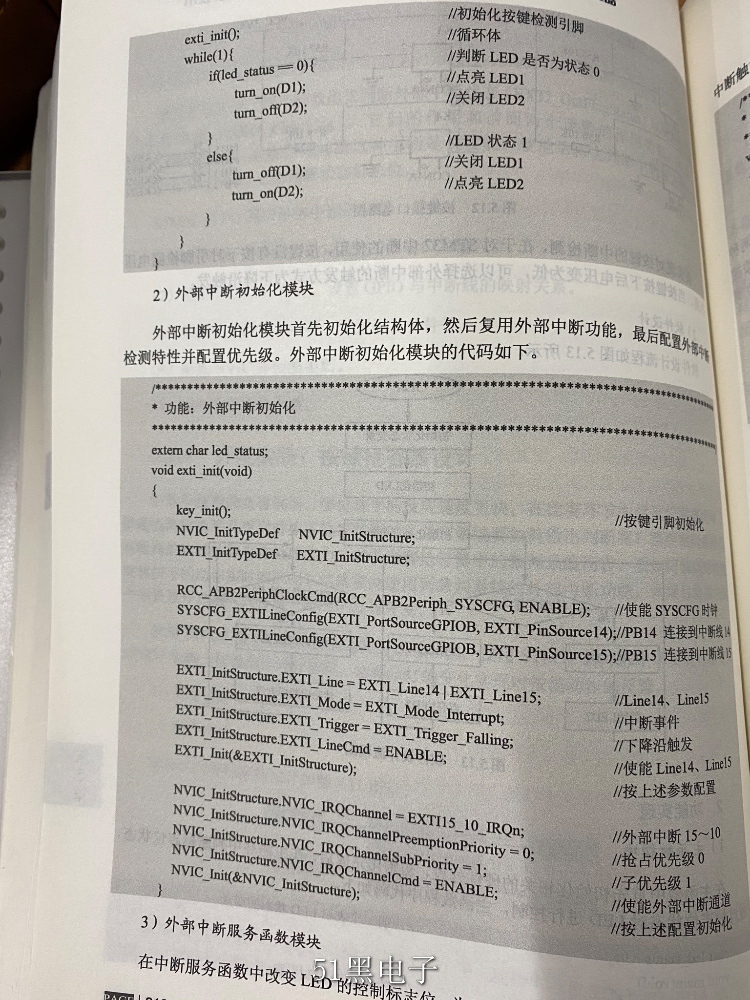 exti_init(); //初始化按键检测引脚
while(1){ //循环体
if(led_status == 0){ //判断 LED 是否为状态 0
turn_on(D1); //点亮 LED1
turn_off(D2); //关闭 LED2
}
else{ //LED 状态 1
turn_off(D1); //关闭 LED1
turn_on(D2); //点亮 LED2
}
}
}
2）外部中断初始化模块
外部中断初始化模块首先初始化结构体，然后复用外部中断功能，最后配置外部中断
检测特性并配置优先级。外部中断初始化模块的代码如下。
* 功能：外部中断初始化
extern char led_status;
void exti_init(void)
{
key_init(); //按键引脚初始化
NVIC_InitTypeDef NVIC_InitStructure;
EXTI_InitTypeDef EXTI_InitStructure;
RCC_APB2PeriphClockCmd(RCC_APB2Periph_SYSCFG, ENABLE); //使能 SYSCFG 时钟
SYSCFG_EXTILineConfig(EXTI_PortSourceGPIOB, EXTI_PinSource14);//PB14 连接到中断线 14
SYSCFG_EXTILineConfig(EXTI_PortSourceGPIOB, EXTI_PinSource15);//PB15 连接到中断线 15
EXTI_InitStructure.EXTI_Line = EXTI_Line14 | EXTI_Line15; //Line14、Line15
EXTI_InitStructure.EXTI_Mode = EXTI_Mode_Interrupt; //中断事件
EXTI_InitStructure.EXTI_Trigger = EXTI_Trigger_Falling; //下降沿触发
EXTI_InitStructure.EXTI_LineCmd = ENABLE; //使能 Line14、Line15
EXTI_Init(&EXTI_InitStructure); //按上述参数配置
NVIC_InitStructure.NVIC_IRQChannel = EXTI15_10_IRQn; //外部中断 15～10
NVIC_InitStructure.NVIC_IRQChannelPreemptionPriority = 0; //抢占优先级 0
NVIC_InitStructure.NVIC_IRQChannelSubPriority = 1; //子优先级 1
NVIC_InitStructure.NVIC_IRQChannelCmd = ENABLE; //使能外部中断通道
NVIC_Init(&NVIC_InitStructure); //按上述配置初始化
}
3）外部中断服务函数模块
在中断服务函数中改变 LED 的控制标志位
51黑电子
PAGE
中断触